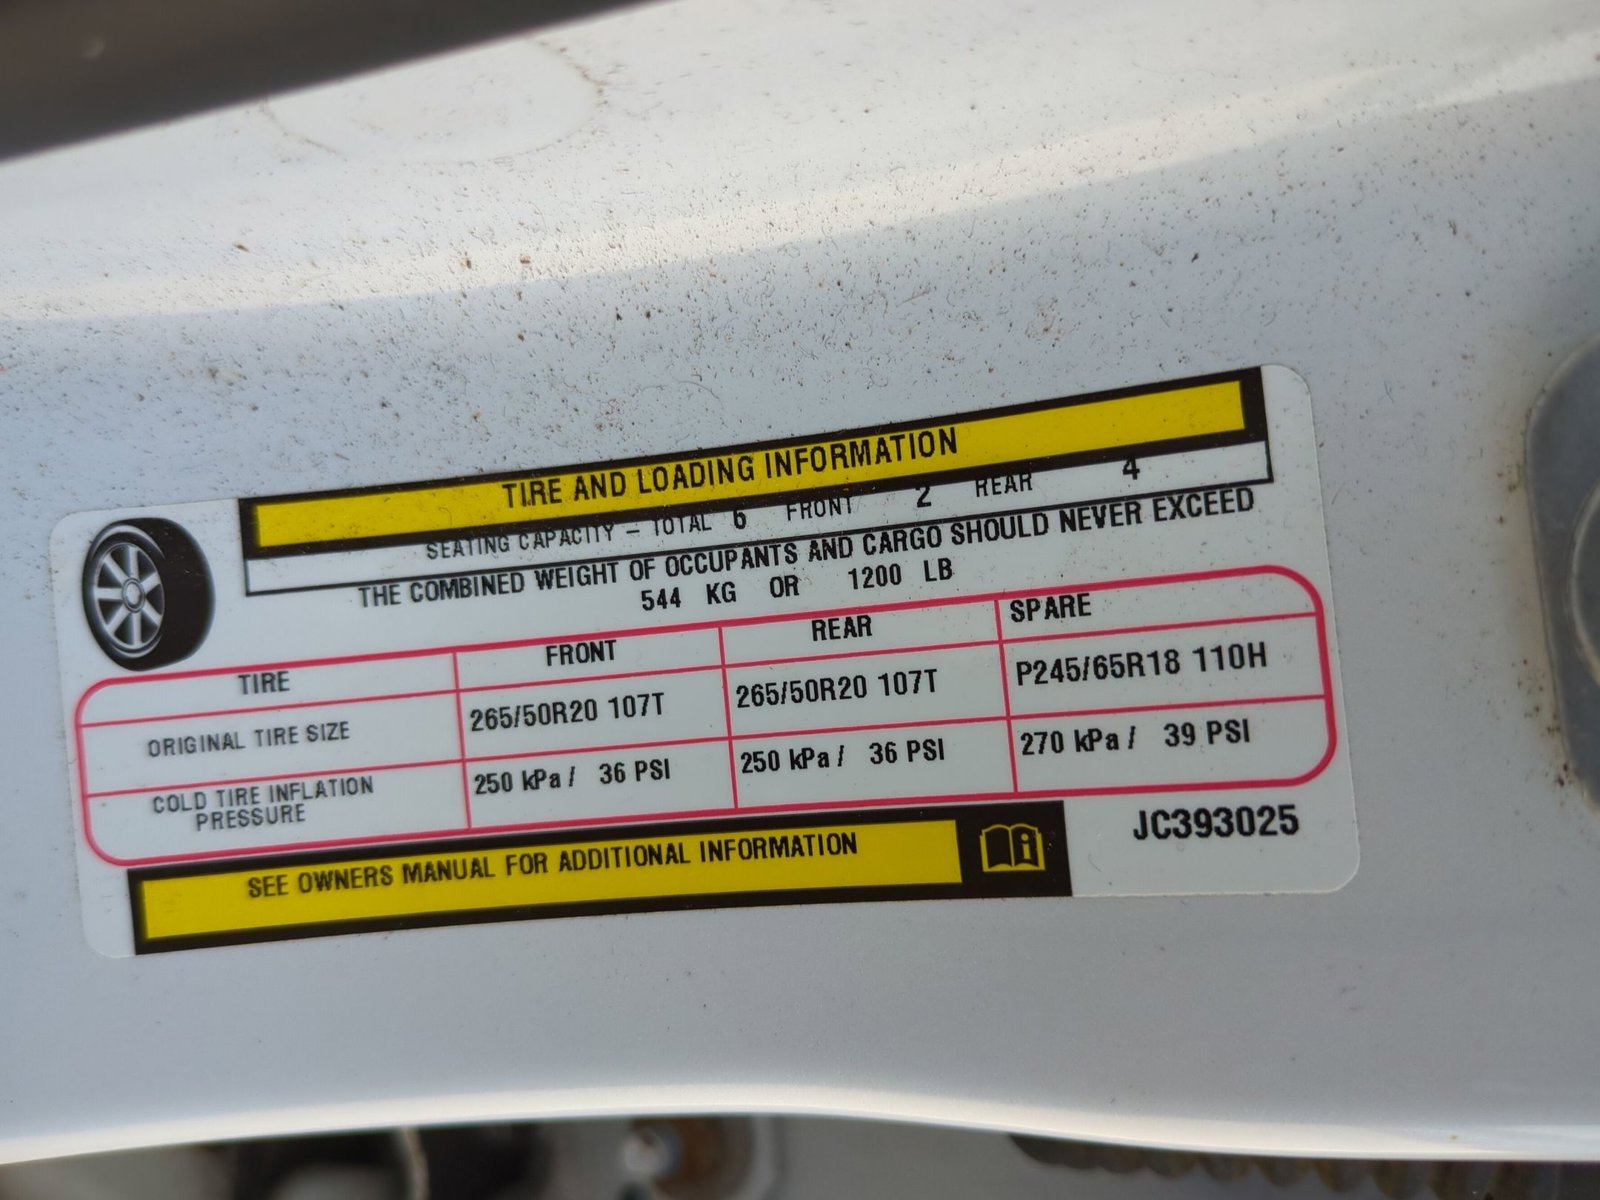 TIRE AND LOADING INFORMATION
SEATING CAPACITY – TOTAL 6 FRONT 2 REAR 4
THE COMBINED WEIGHT OF OCCUPANTS AND CARGO SHOULD NEVER EXCEED
544 KG OR 1200 LB
TIRE FRONT REAR SPARE
ORIGINAL TIRE SIZE 265/50R20 107T 265/50R20 107T P245/65R18 110H
COLD TIRE INFLATION
PRESSURE 250 kPa / 36 PSI 250 kPa / 36 PSI 270 kPa / 39 PSI
SEE OWNERS MANUAL FOR ADDITIONAL INFORMATION
JC393025